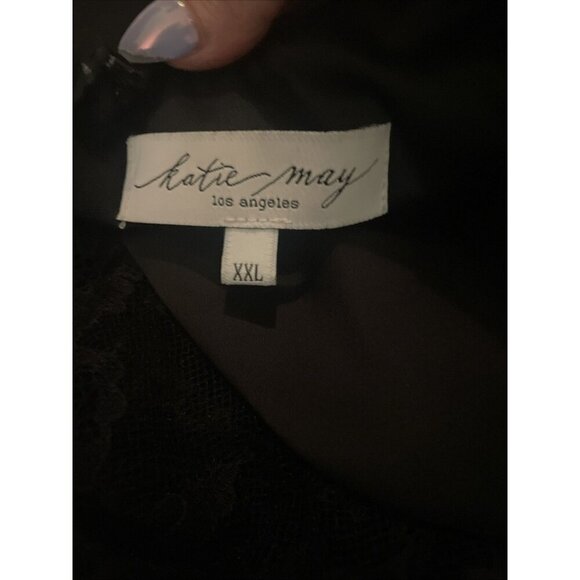 katie may
los angeles
XXL